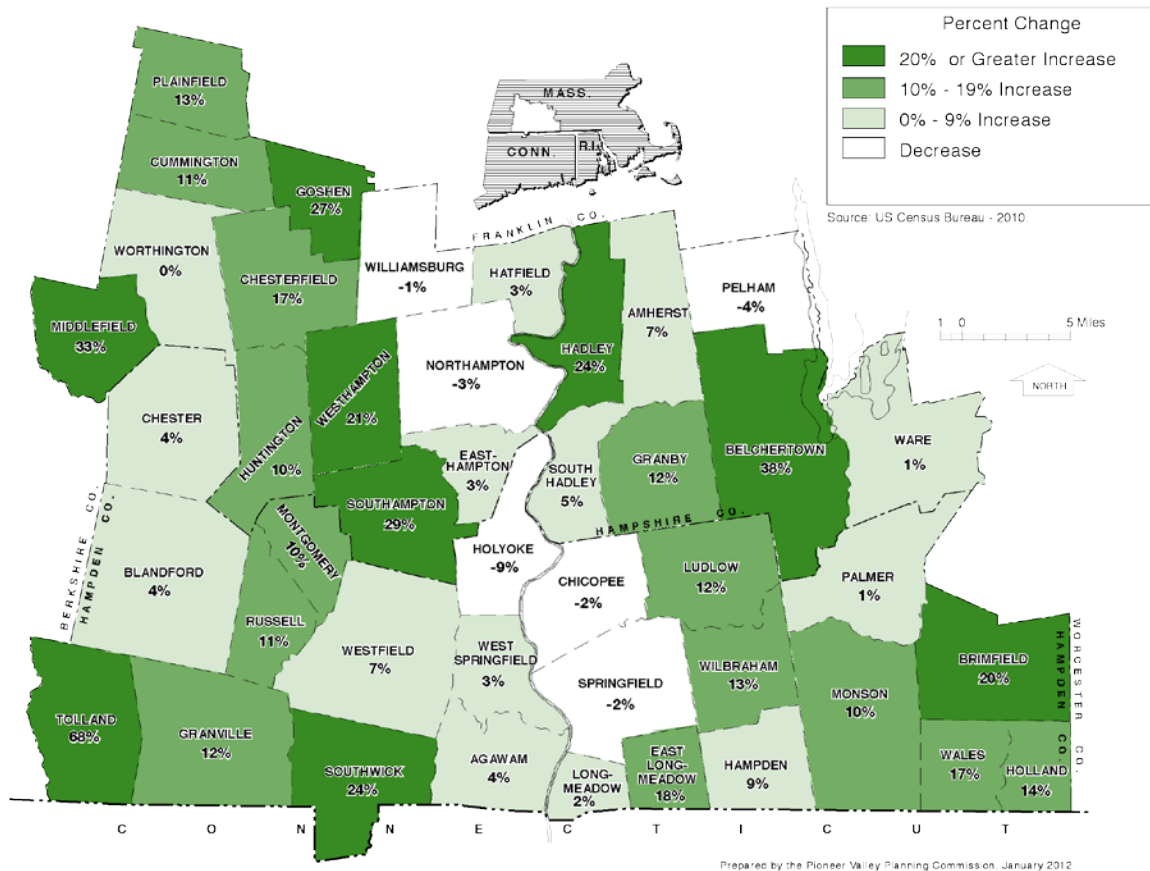 Percent Change
20% or Greater Increase
10% - 19% Increase
0% - 9% Increase
Decrease
Source: US Census Bureau - 2010.
MASS.
CONN.
R.I.
PLAINFIELD
13%
CUMMINGTON
11%
GOSHEN
27%
FRANKLIN CO.
WORTHINGTON
0%
CHESTERFIELD
17%
WILLIAMSBURG
-1%
HATFIELD
3%
HADLEY
24%
AMHERST
7%
PELHAM
-4%
1 0 5 Miles
NORTH
MIDDLEFIELD
33%
NORTHAMPTON
-3%
WESTHAMPTON
21%
CHESTER
4%
HUNTINGTON
10%
EAST-
HAMPTON
3%
SOUTH
HADLEY
5%
GRANBY
12%
BELCHERTOWN
38%
WARE
1%
SOUTHAMPTON
29%
MONTGOMERY
10%
HAMPSHIRE CO.
BERKSHIRE CO.
HAMPDEN CO.
BLANDFORD
4%
HOLYOKE
-9%
CHICOPEE
-2%
LUDLOW
12%
PALMER
1%
RUSSELL
11%
WESTFIELD
7%
WEST
SPRINGFIELD
3%
SPRINGFIELD
-2%
WILBRAHAM
13%
MONSON
10%
BRIMFIELD
20%
HAMPDEN CO.
WORCESTER CO.
TOLLAND
68%
GRANVILLE
12%
SOUTHWICK
24%
AGAWAM
4%
LONG-
MEADOW
2%
EAST
LONG-
MEADOW
18%
HAMPDEN
9%
WALES
17%
HOLLAND
14%
CONNECTICUT
Prepared by the Pioneer Valley Planning Commission, January 2012